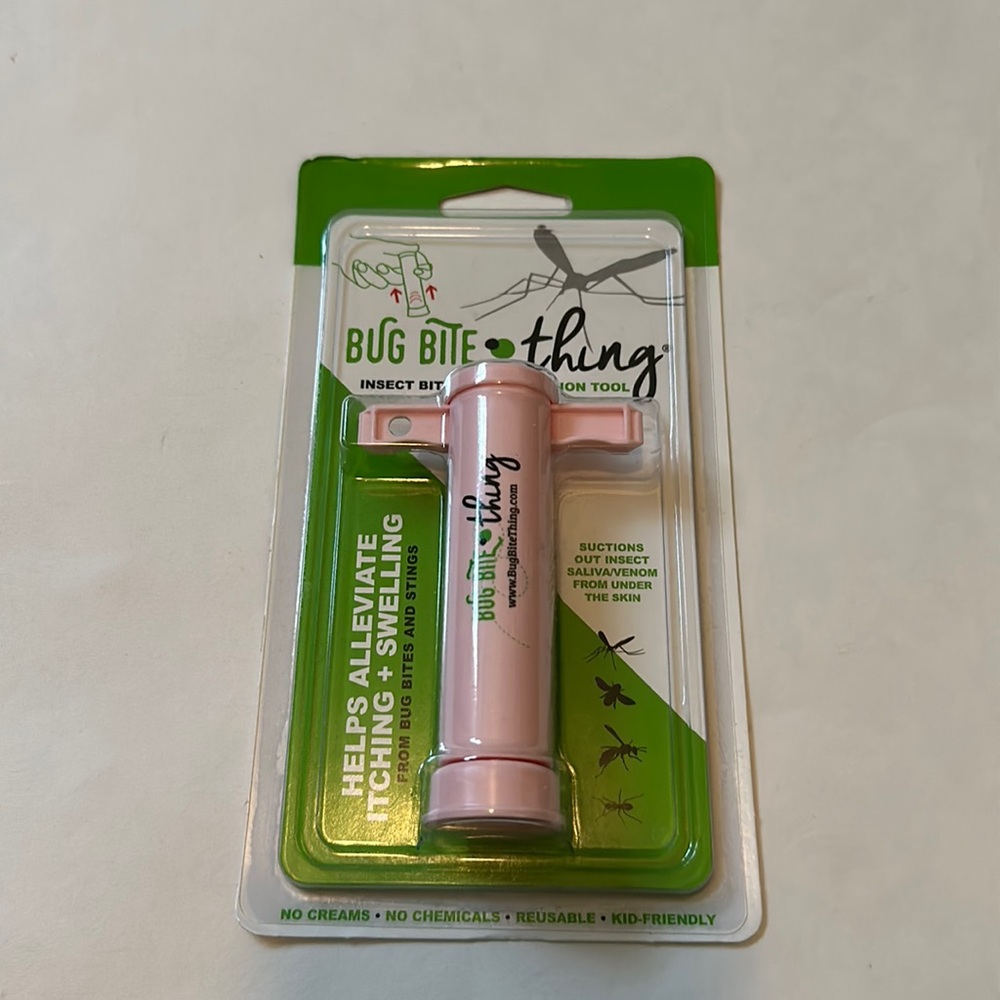 BUG BITE thing®
INSECT BIT ION TOOL
BUG BITE thing
www.BugBiteThing.com
HELPS ALLEVIATE
ITCHING + SWELLING
FROM BUG BITES AND STINGS
SUCTIONS
OUT INSECT
SALIVA/VENOM
FROM UNDER
THE SKIN
NO CREAMS • NO CHEMICALS • REUSABLE • KID-FRIENDLY